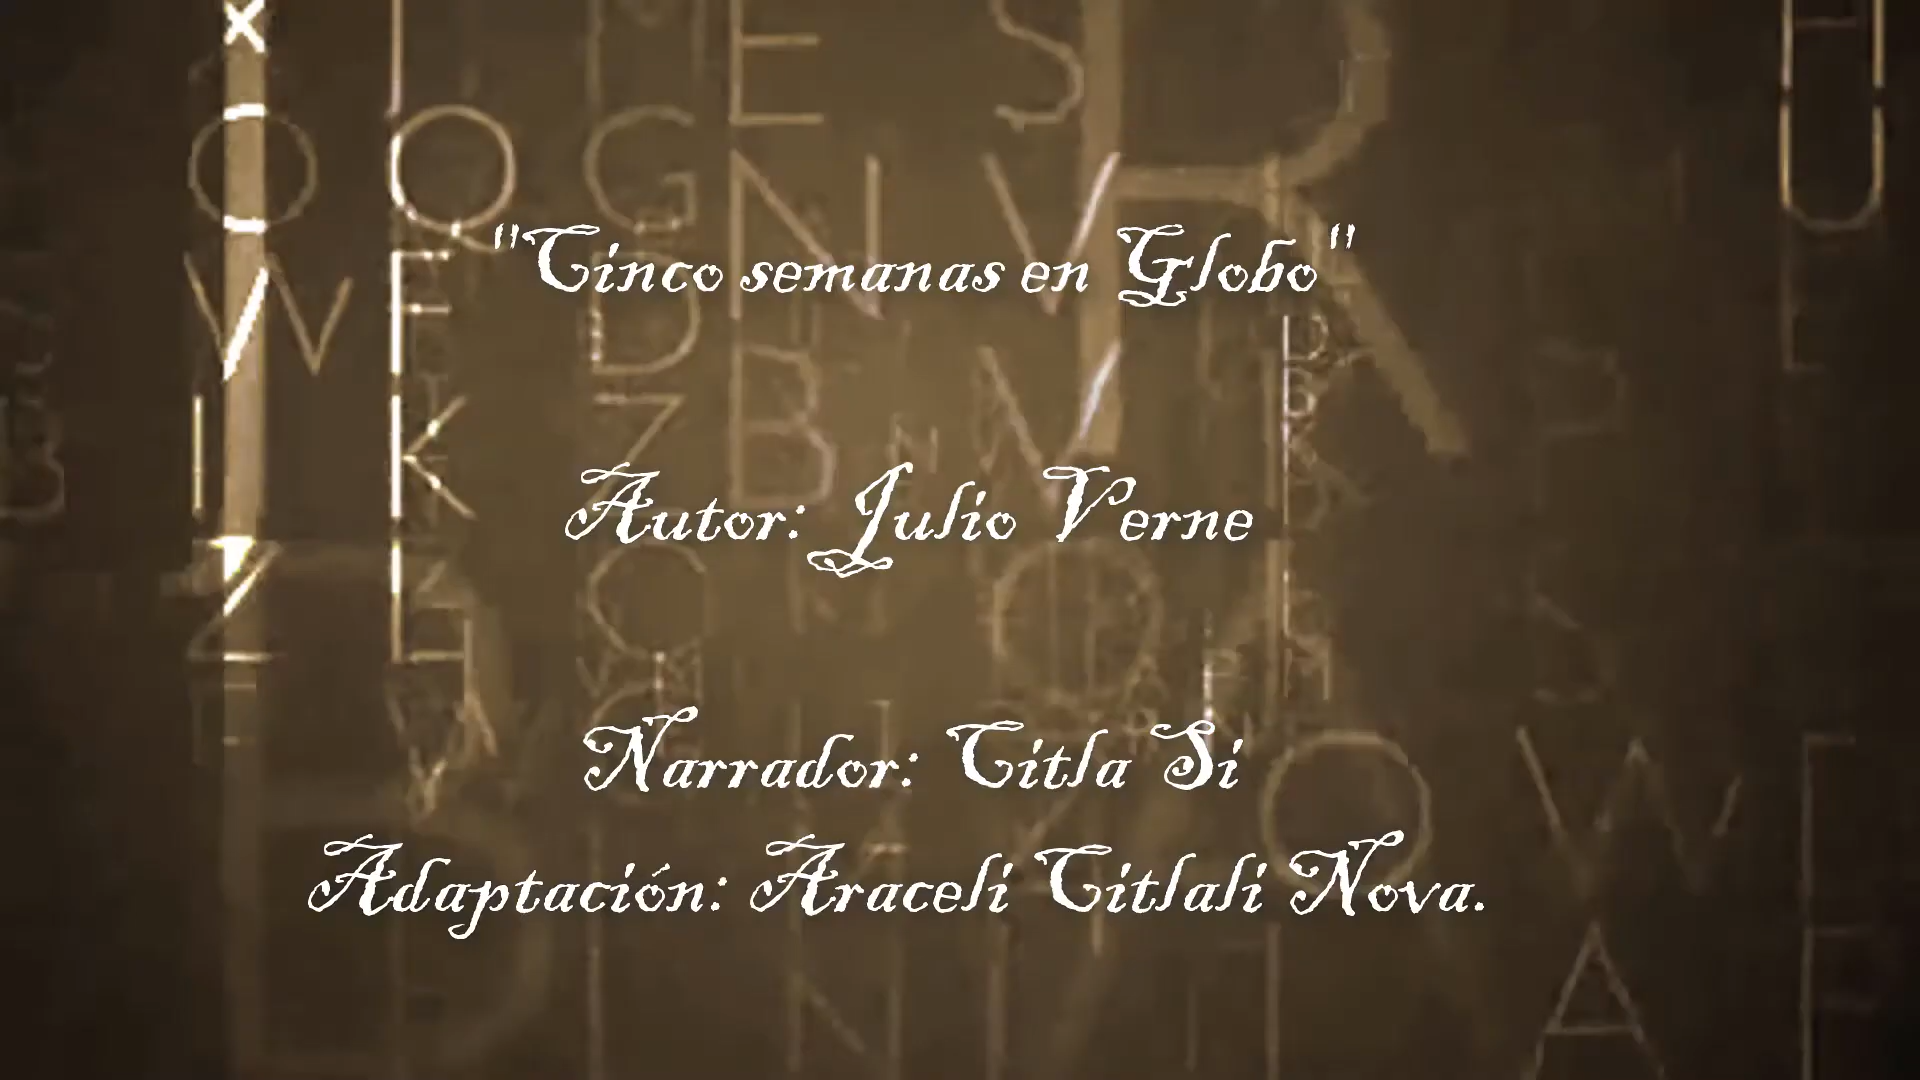 "Cinco semanas en Globo"
Autor: Julio Verne
Narrador: Citla Si
Adaptación: Araceli Citlali Nova.